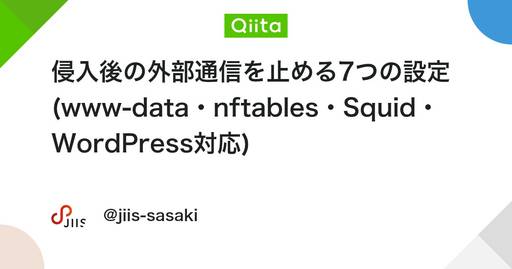 Qiita
侵入後の外部通信を止める7つの設定
(www-data・nftables・Squid・
WordPress対応)
JIIS
@jiis-sasaki